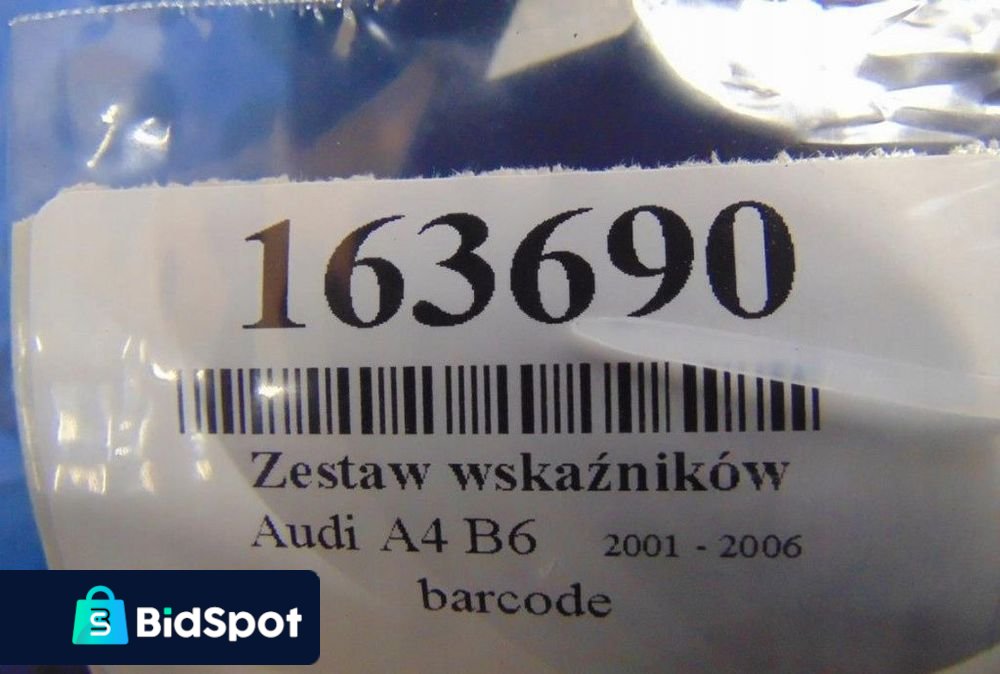 163690
Zestaw wskaźników
Audi A4 B6 2001 - 2006
barcode
BidSpot